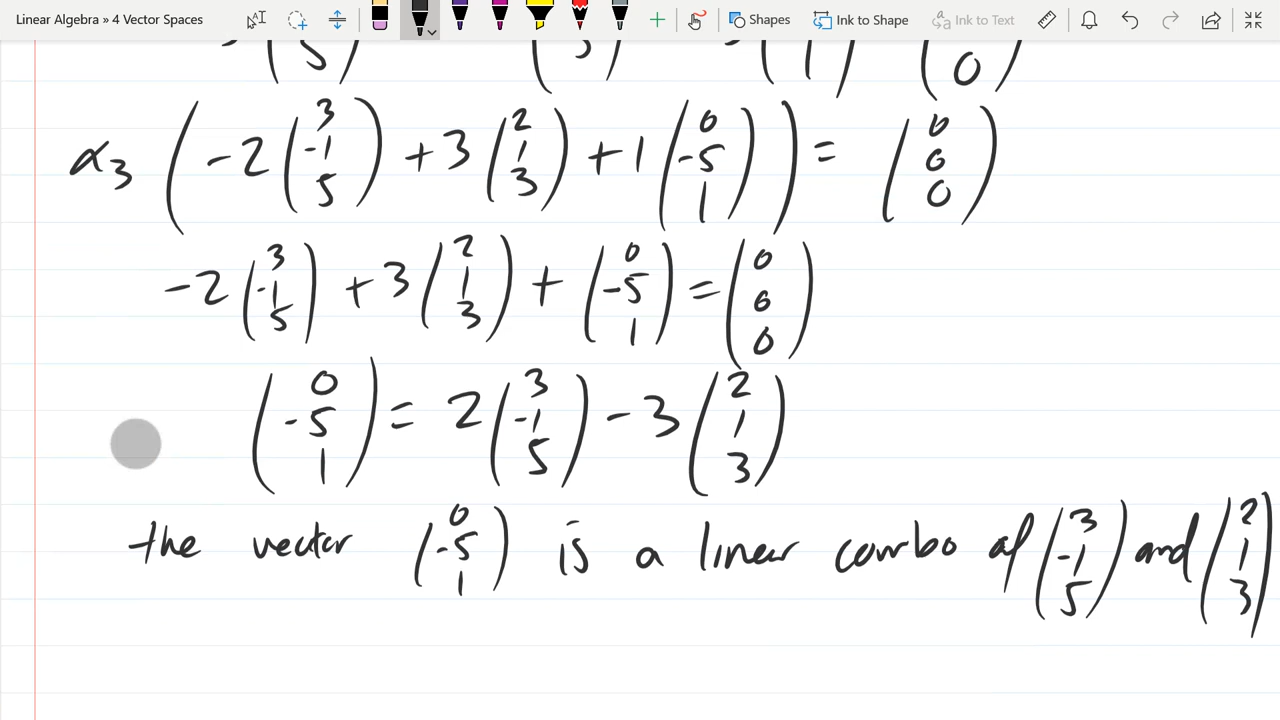 Linear Algebra » 4 Vector Spaces Shapes Ink to Shape Ink to Text
5 1 0
α₃ ( -2 (3 -1 5) + 3 (2 1 3) + 1 (0 -5 1) ) = (0 0 0)
-2 (3 -1 5) + 3 (2 1 3) + (0 -5 1) = (0 0 0)
(0 -5 1) = 2 (3 -1 5) - 3 (2 1 3)
the vector (0 -5 1) is a linear combo of (3 -1 5) and (2 1 3)